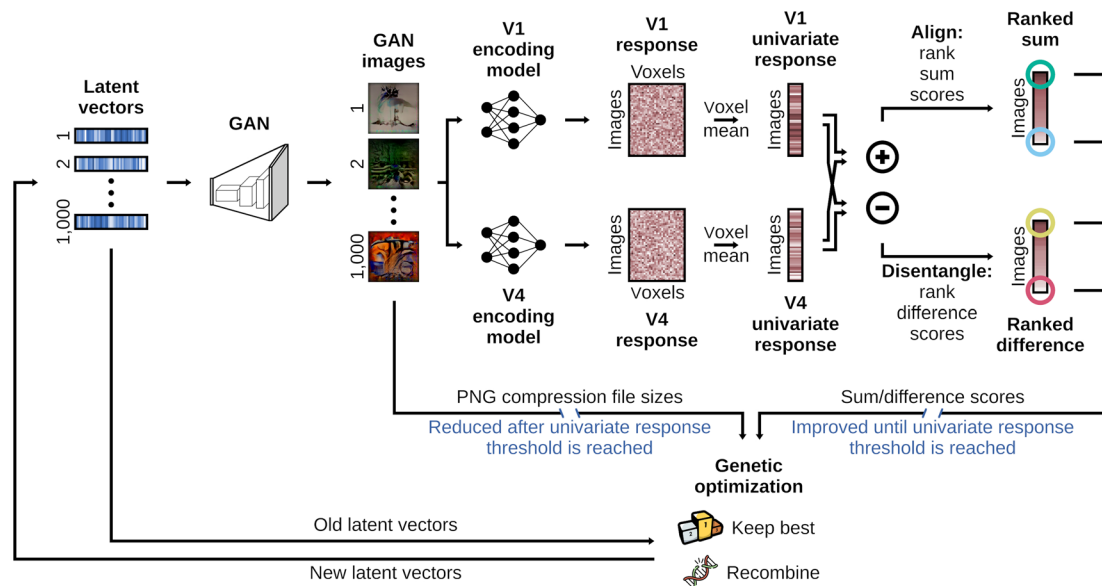 Latent
vectors
1
2
1,000
GAN
GAN
images
1
2
1,000
V1
encoding
model
V4
encoding
model
V1
response
Voxels
Images
Voxel
mean
Images
Voxels
V4
response
Voxel
mean
V1
univariate
response
V4
univariate
response
+
−
Align:
rank
sum
scores
Disentangle:
rank
difference
scores
Ranked
sum
Images
Images
Ranked
difference
PNG compression file sizes
Reduced after univariate response
threshold is reached
Sum/difference scores
Improved until univariate response
threshold is reached
Genetic
optimization
Old latent vectors
Keep best
New latent vectors
Recombine